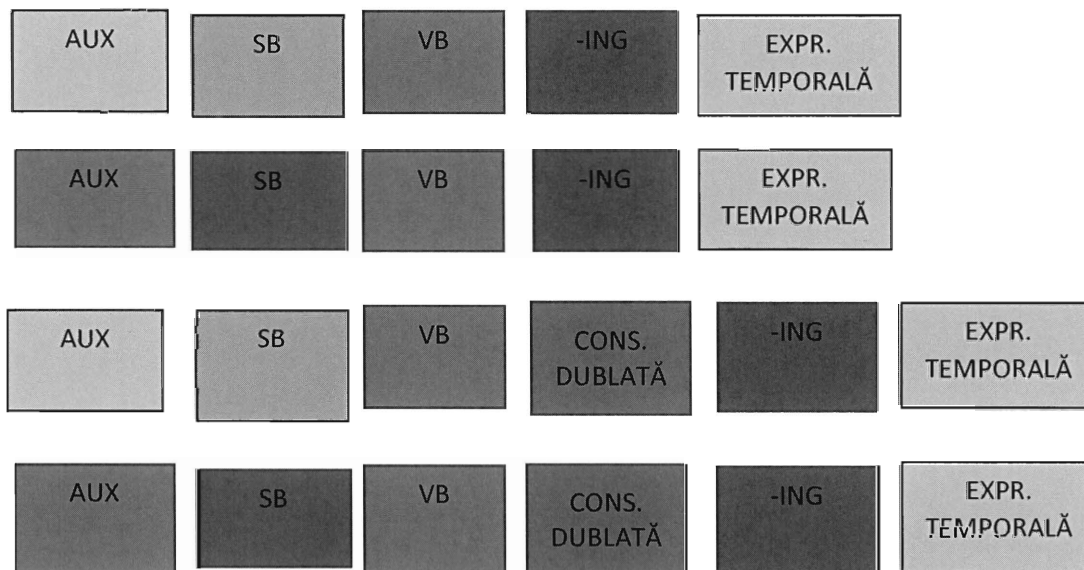 AUX SB VB -ING EXPR. TEMPORALĂ
AUX SB VB -ING EXPR. TEMPORALĂ
AUX SB VB CONS. DUBLATĂ -ING EXPR. TEMPORALĂ
AUX SB VB CONS. DUBLATĂ -ING EXPR. TEMPORALĂ